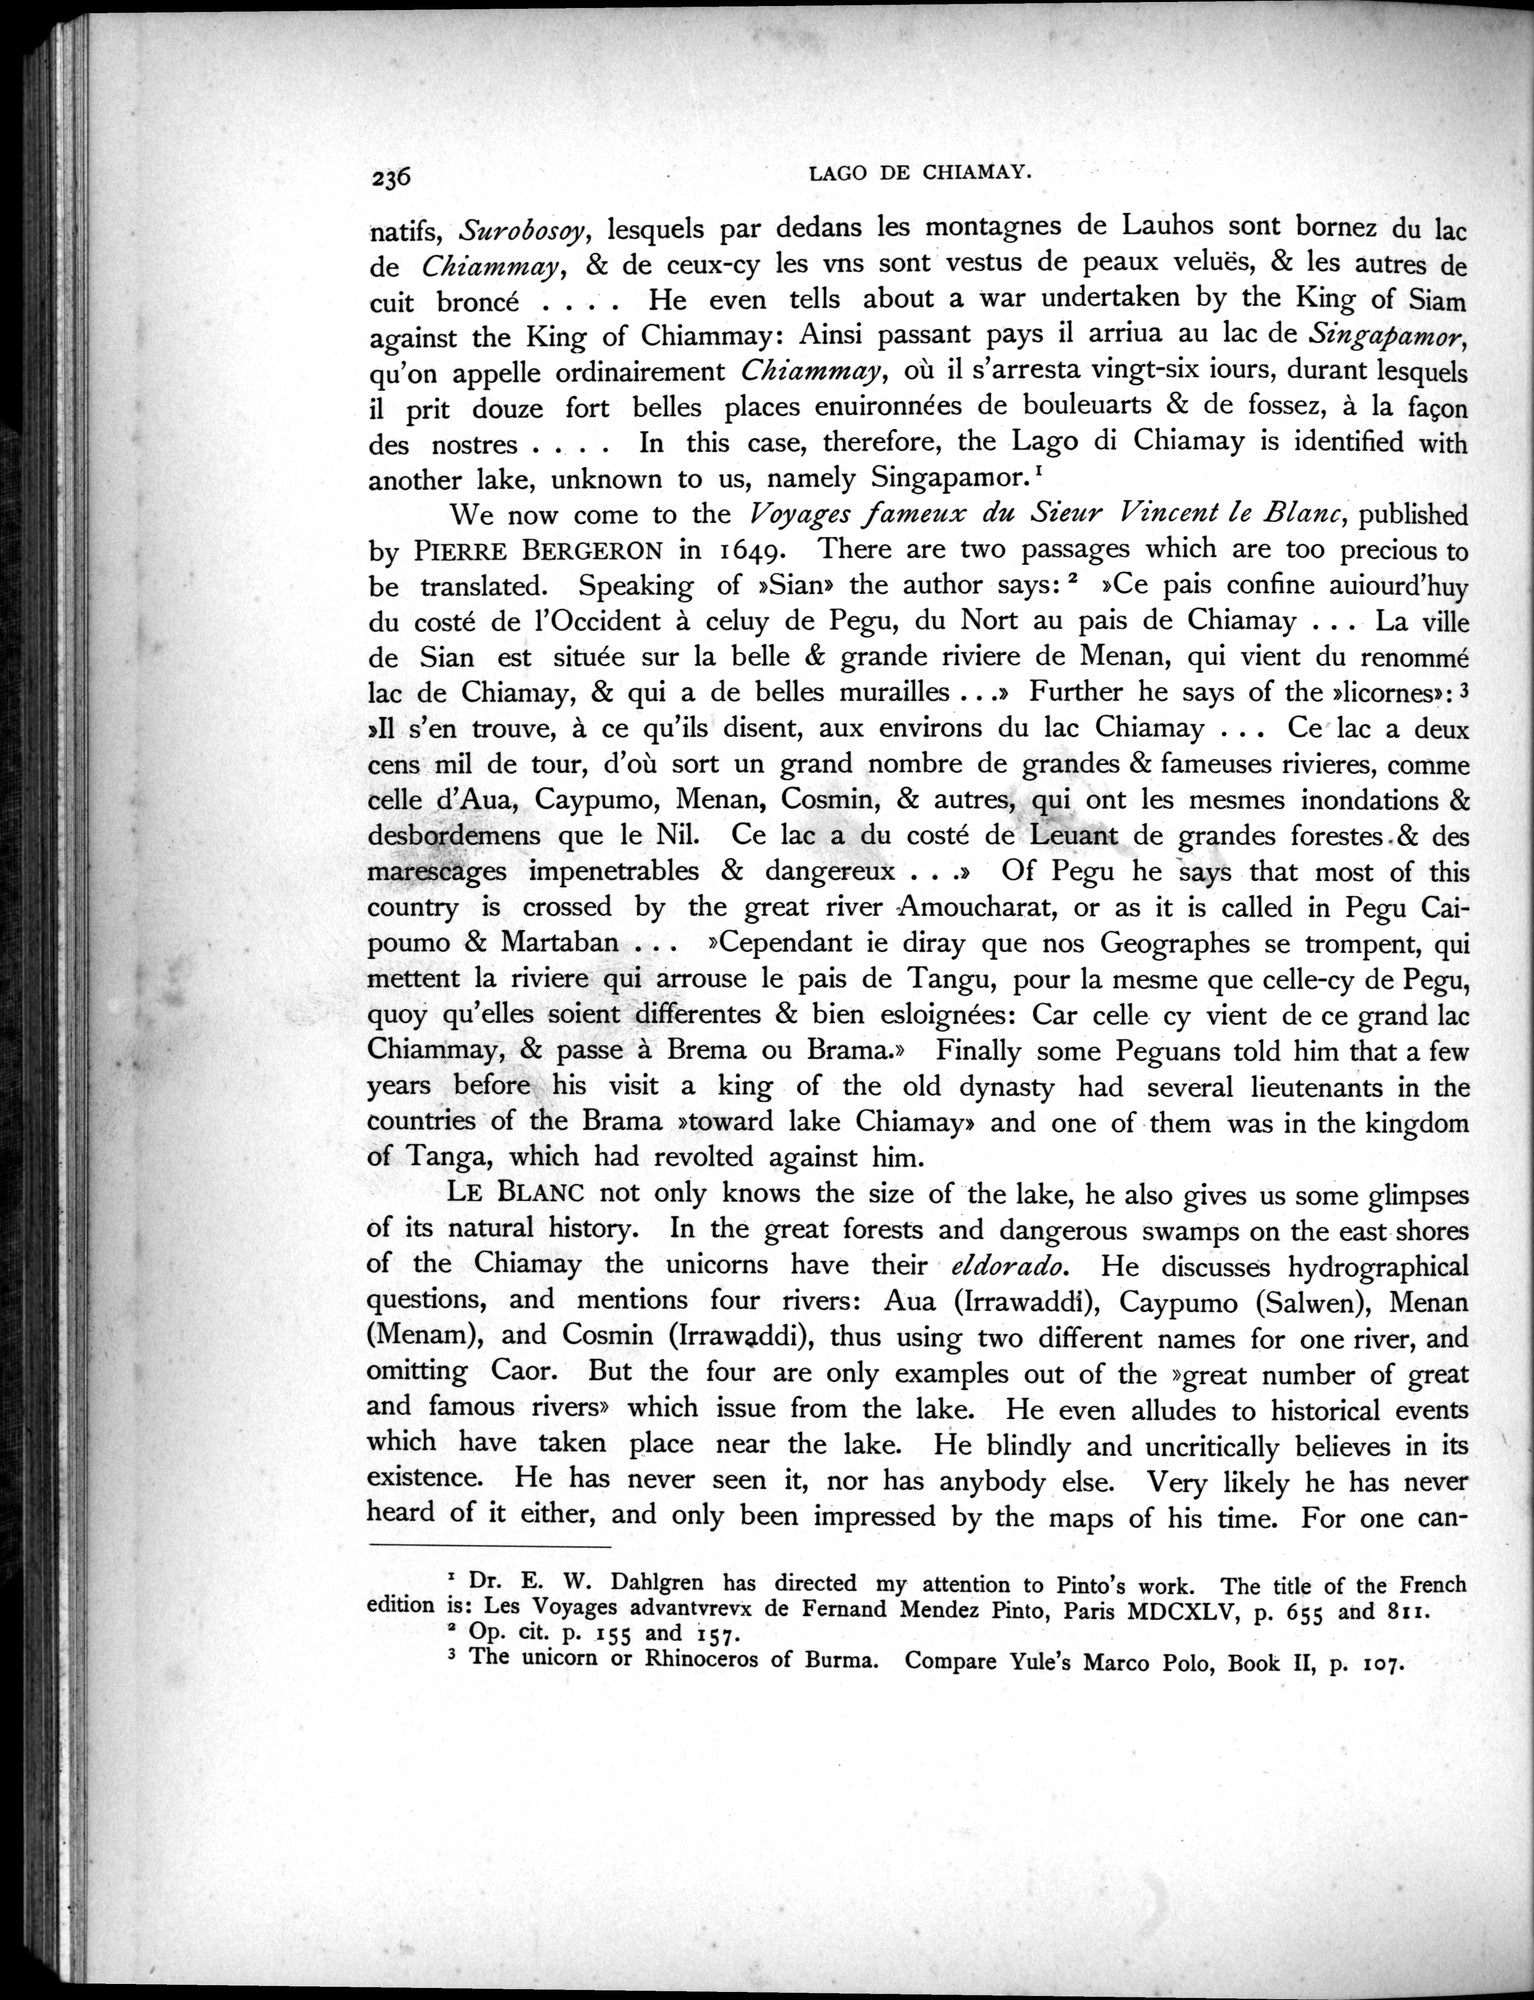 236
LAGO DE CHIAMAY.
natifs, Surobosoy, lesquels par dedans les montagnes de Lauhos sont bornez du lac
de Chiammay, & de ceux-cy les vns sont vestus de peaux veluës, & les autres de
cuit broncé . . . . He even tells about a war undertaken by the King of Siam
against the King of Chiammay: Ainsi passant pays il arriua au lac de Singapamor,
qu'on appelle ordinairement Chiammay, où il s'arresta vingt-six iours, durant lesquels
il prit douze fort belles places enuironnées de bouleuarts & de fossez, à la façon
des nostres . . . . In this case, therefore, the Lago di Chiamay is identified with
another lake, unknown to us, namely Singapamor.¹
We now come to the Voyages fameux du Sieur Vincent le Blanc, published
by PIERRE BERGERON in 1649. There are two passages which are too precious to
be translated. Speaking of »Sian» the author says:² »Ce pais confine auiourd'huy
du costé de l'Occident à celuy de Pegu, du Nort au pais de Chiamay . . . La ville
de Sian est située sur la belle & grande riviere de Menan, qui vient du renommé
lac de Chiamay, & qui a de belles murailles . . .» Further he says of the »licornes»:³
»Il s'en trouve, à ce qu'ils disent, aux environs du lac Chiamay . . . Ce lac a deux
cens mil de tour, d'où sort un grand nombre de grandes & fameuses rivieres, comme
celle d'Aua, Caypumo, Menan, Cosmin, & autres, qui ont les mesmes inondations &
desbordemens que le Nil. Ce lac a du costé de Leuant de grandes forestes & des
marescages impenetrables & dangereux . . .» Of Pegu he says that most of this
country is crossed by the great river Amoucharat, or as it is called in Pegu Cai-
poumo & Martaban . . . »Cependant ie diray que nos Geographes se trompent, qui
mettent la riviere qui arrouse le pais de Tangu, pour la mesme que celle-cy de Pegu,
quoy qu'elles soient differentes & bien esloignées: Car celle cy vient de ce grand lac
Chiammay, & passe à Brema ou Brama.» Finally some Peguans told him that a few
years before his visit a king of the old dynasty had several lieutenants in the
countries of the Brama »toward lake Chiamay» and one of them was in the kingdom
of Tanga, which had revolted against him.
LE BLANC not only knows the size of the lake, he also gives us some glimpses
of its natural history. In the great forests and dangerous swamps on the east shores
of the Chiamay the unicorns have their eldorado. He discusses hydrographical
questions, and mentions four rivers: Aua (Irrawaddi), Caypumo (Salwen), Menan
(Menam), and Cosmin (Irrawaddi), thus using two different names for one river, and
omitting Caor. But the four are only examples out of the »great number of great
and famous rivers» which issue from the lake. He even alludes to historical events
which have taken place near the lake. He blindly and uncritically believes in its
existence. He has never seen it, nor has anybody else. Very likely he has never
heard of it either, and only been impressed by the maps of his time. For one can-
¹ Dr. E. W. Dahlgren has directed my attention to Pinto's work. The title of the French
edition is: Les Voyages advantvrevx de Fernand Mendez Pinto, Paris MDCXLV, p. 655 and 811.
² Op. cit. p. 155 and 157.
³ The unicorn or Rhinoceros of Burma. Compare Yule's Marco Polo, Book II, p. 107.